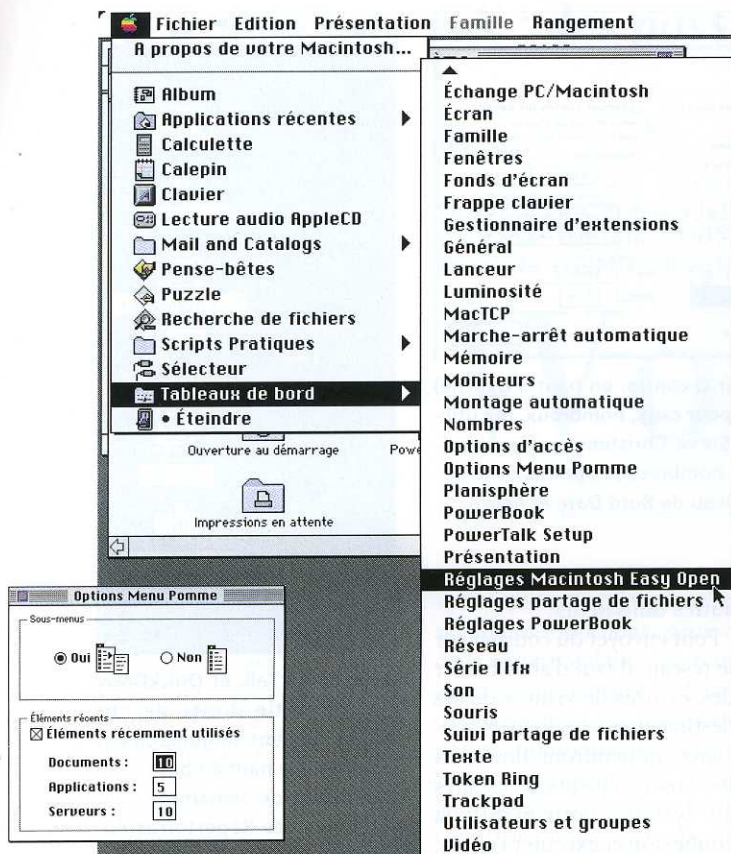 Fichier Edition Présentation Famille Rangement
A propos de votre Macintosh...
Album
Applications récentes
Calculette
Calepin
Clavier
Lecture audio AppleCD
Mail and Catalogs
Pense-bêtes
Puzzle
Recherche de fichiers
Scripts Pratiques
Sélecteur
Tableaux de bord
• Éteindre
Ouverture au démarrage
Impressions en attente
Échange PC/Macintosh
Écran
Famille
Fenêtres
Fonds d'écran
Frappe clavier
Gestionnaire d'extensions
Général
Lanceur
Luminosité
MacTCP
Marche-arrêt automatique
Mémoire
Moniteurs
Montage automatique
Nombres
Options d'accès
Options Menu Pomme
Planisphère
PowerBook
PowerTalk Setup
Présentation
Réglages Macintosh Easy Open
Réglages partage de fichiers
Réglages PowerBook
Réseau
Série IIfx
Son
Souris
Suivi partage de fichiers
Texte
Token Ring
Trackpad
Utilisateurs et groupes
Vidéo
Options Menu Pomme
Sous-menus
Oui Non
Éléments récents
Éléments récemment utilisés
Documents : 10
Applications : 5
Serveurs : 10